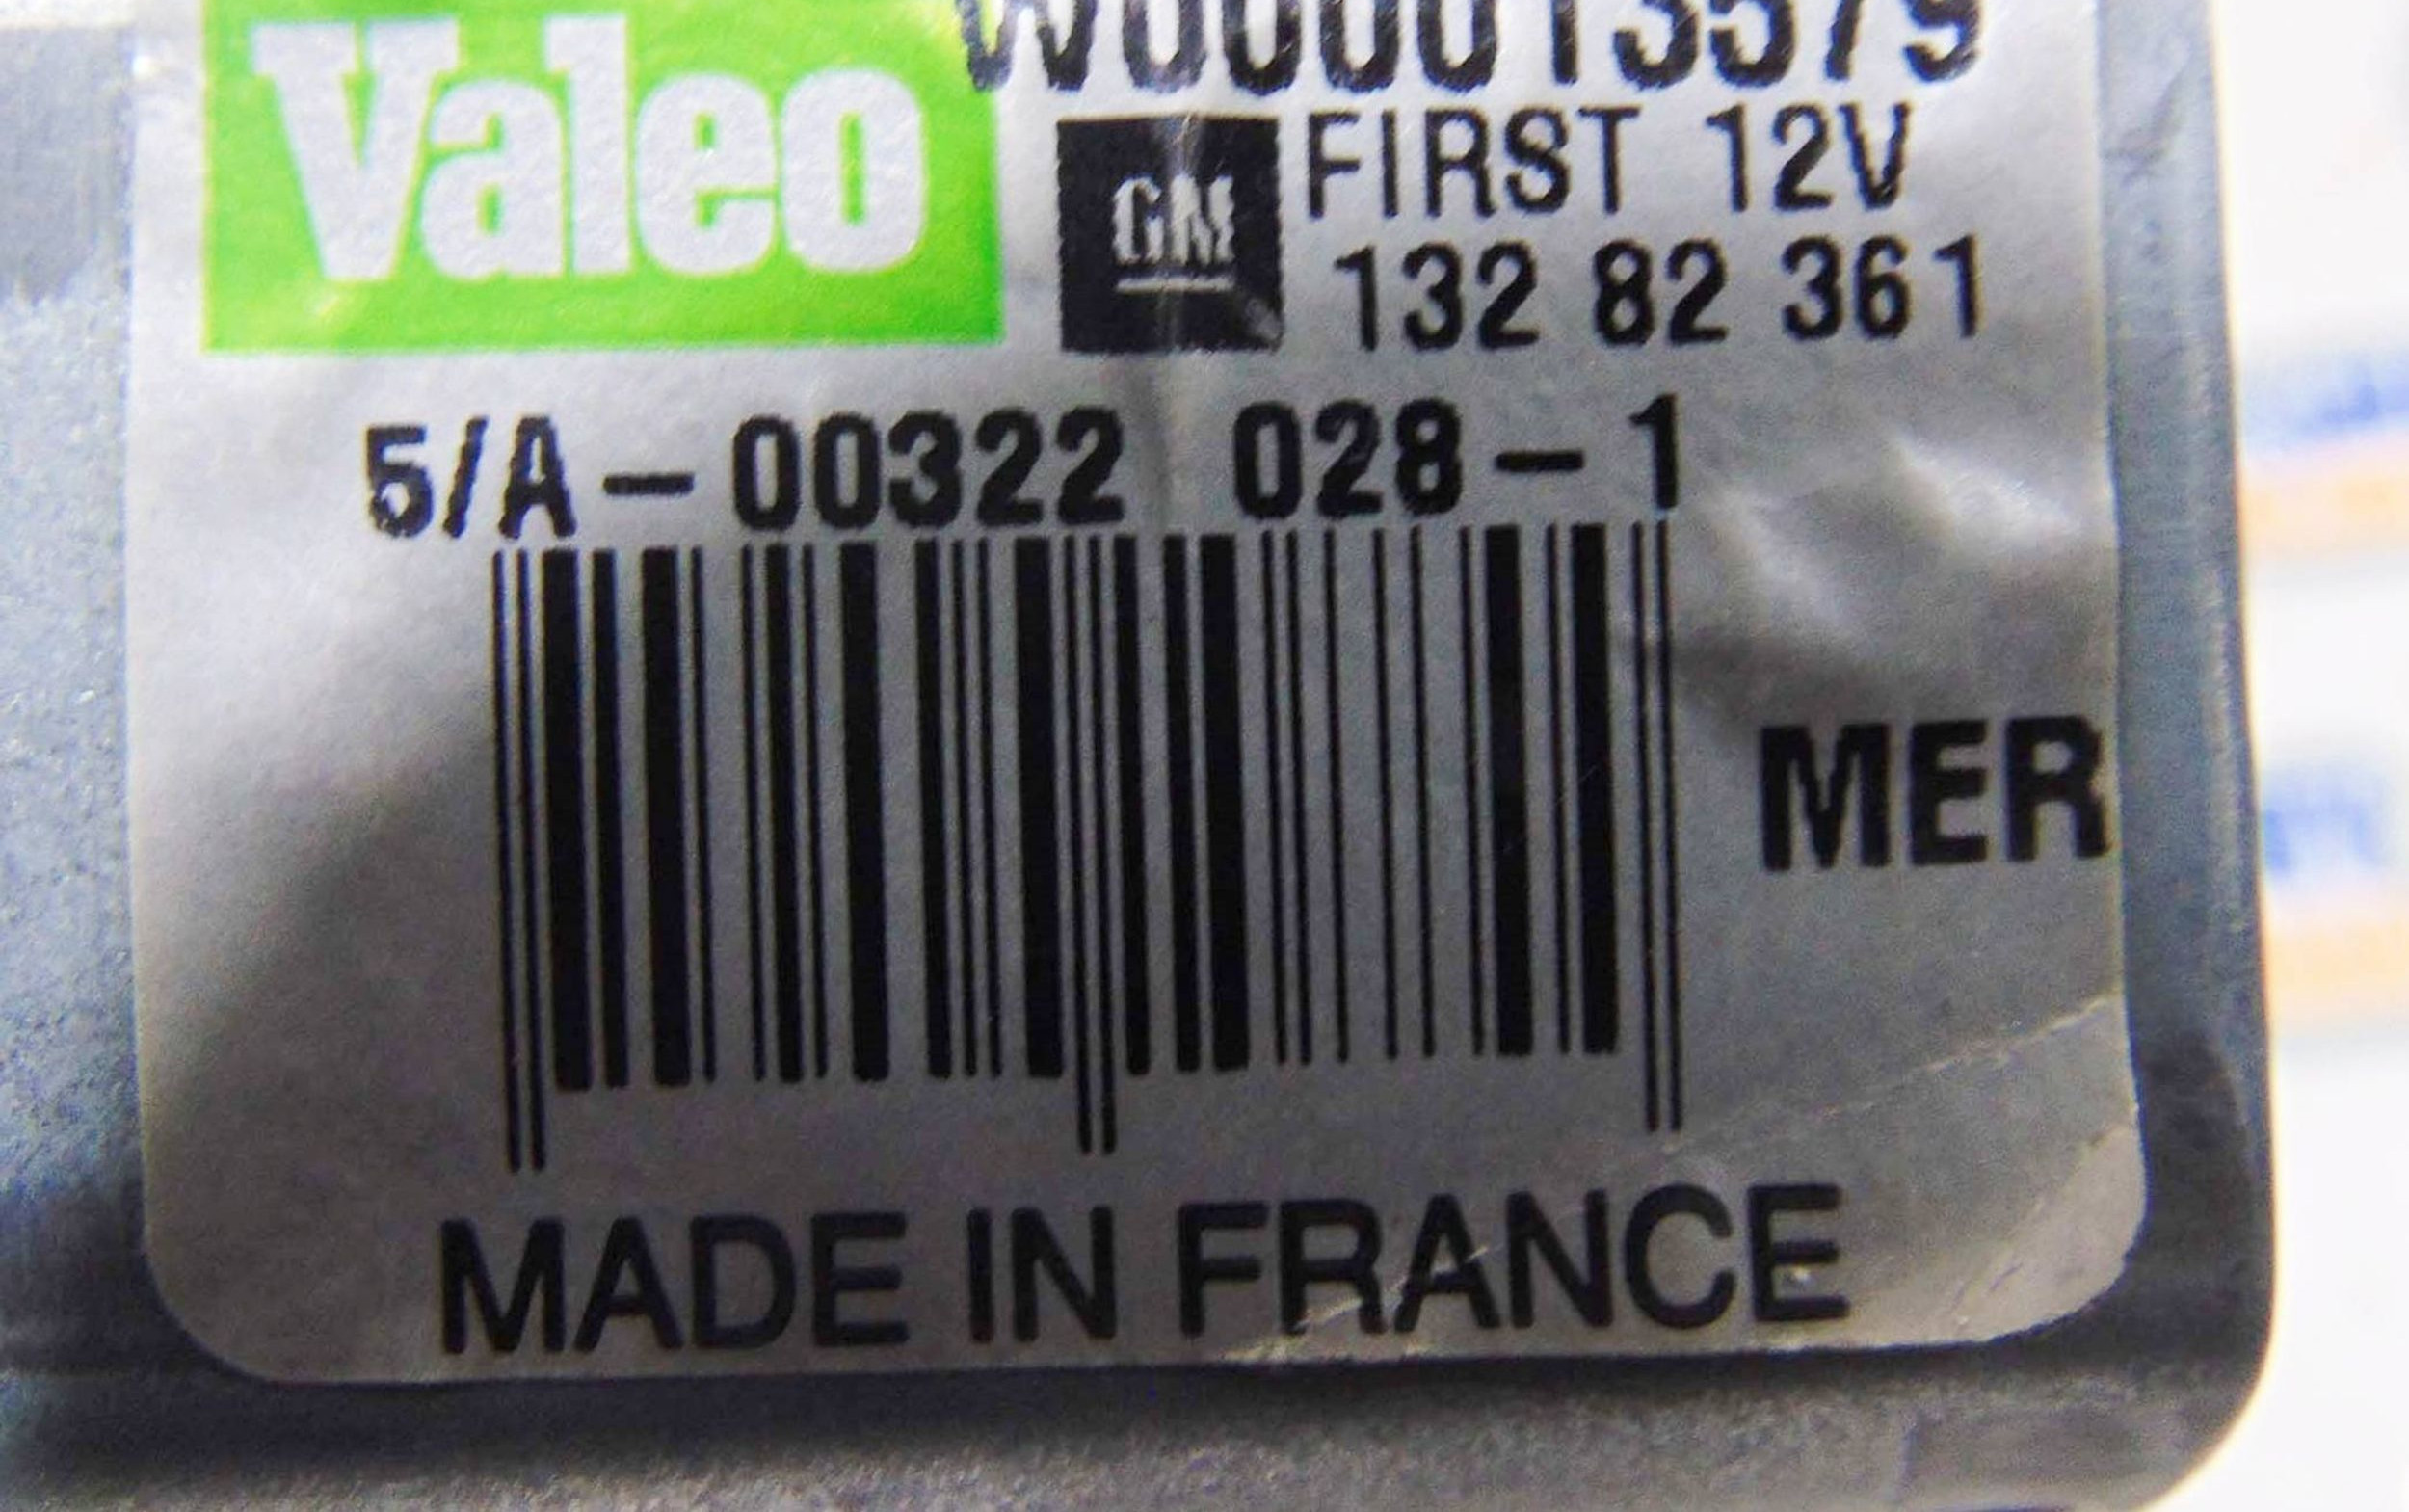 Valeo
W000013579
GM
FIRST 12V
132 82 361
5/A-00322 028-1
MER
MADE IN FRANCE